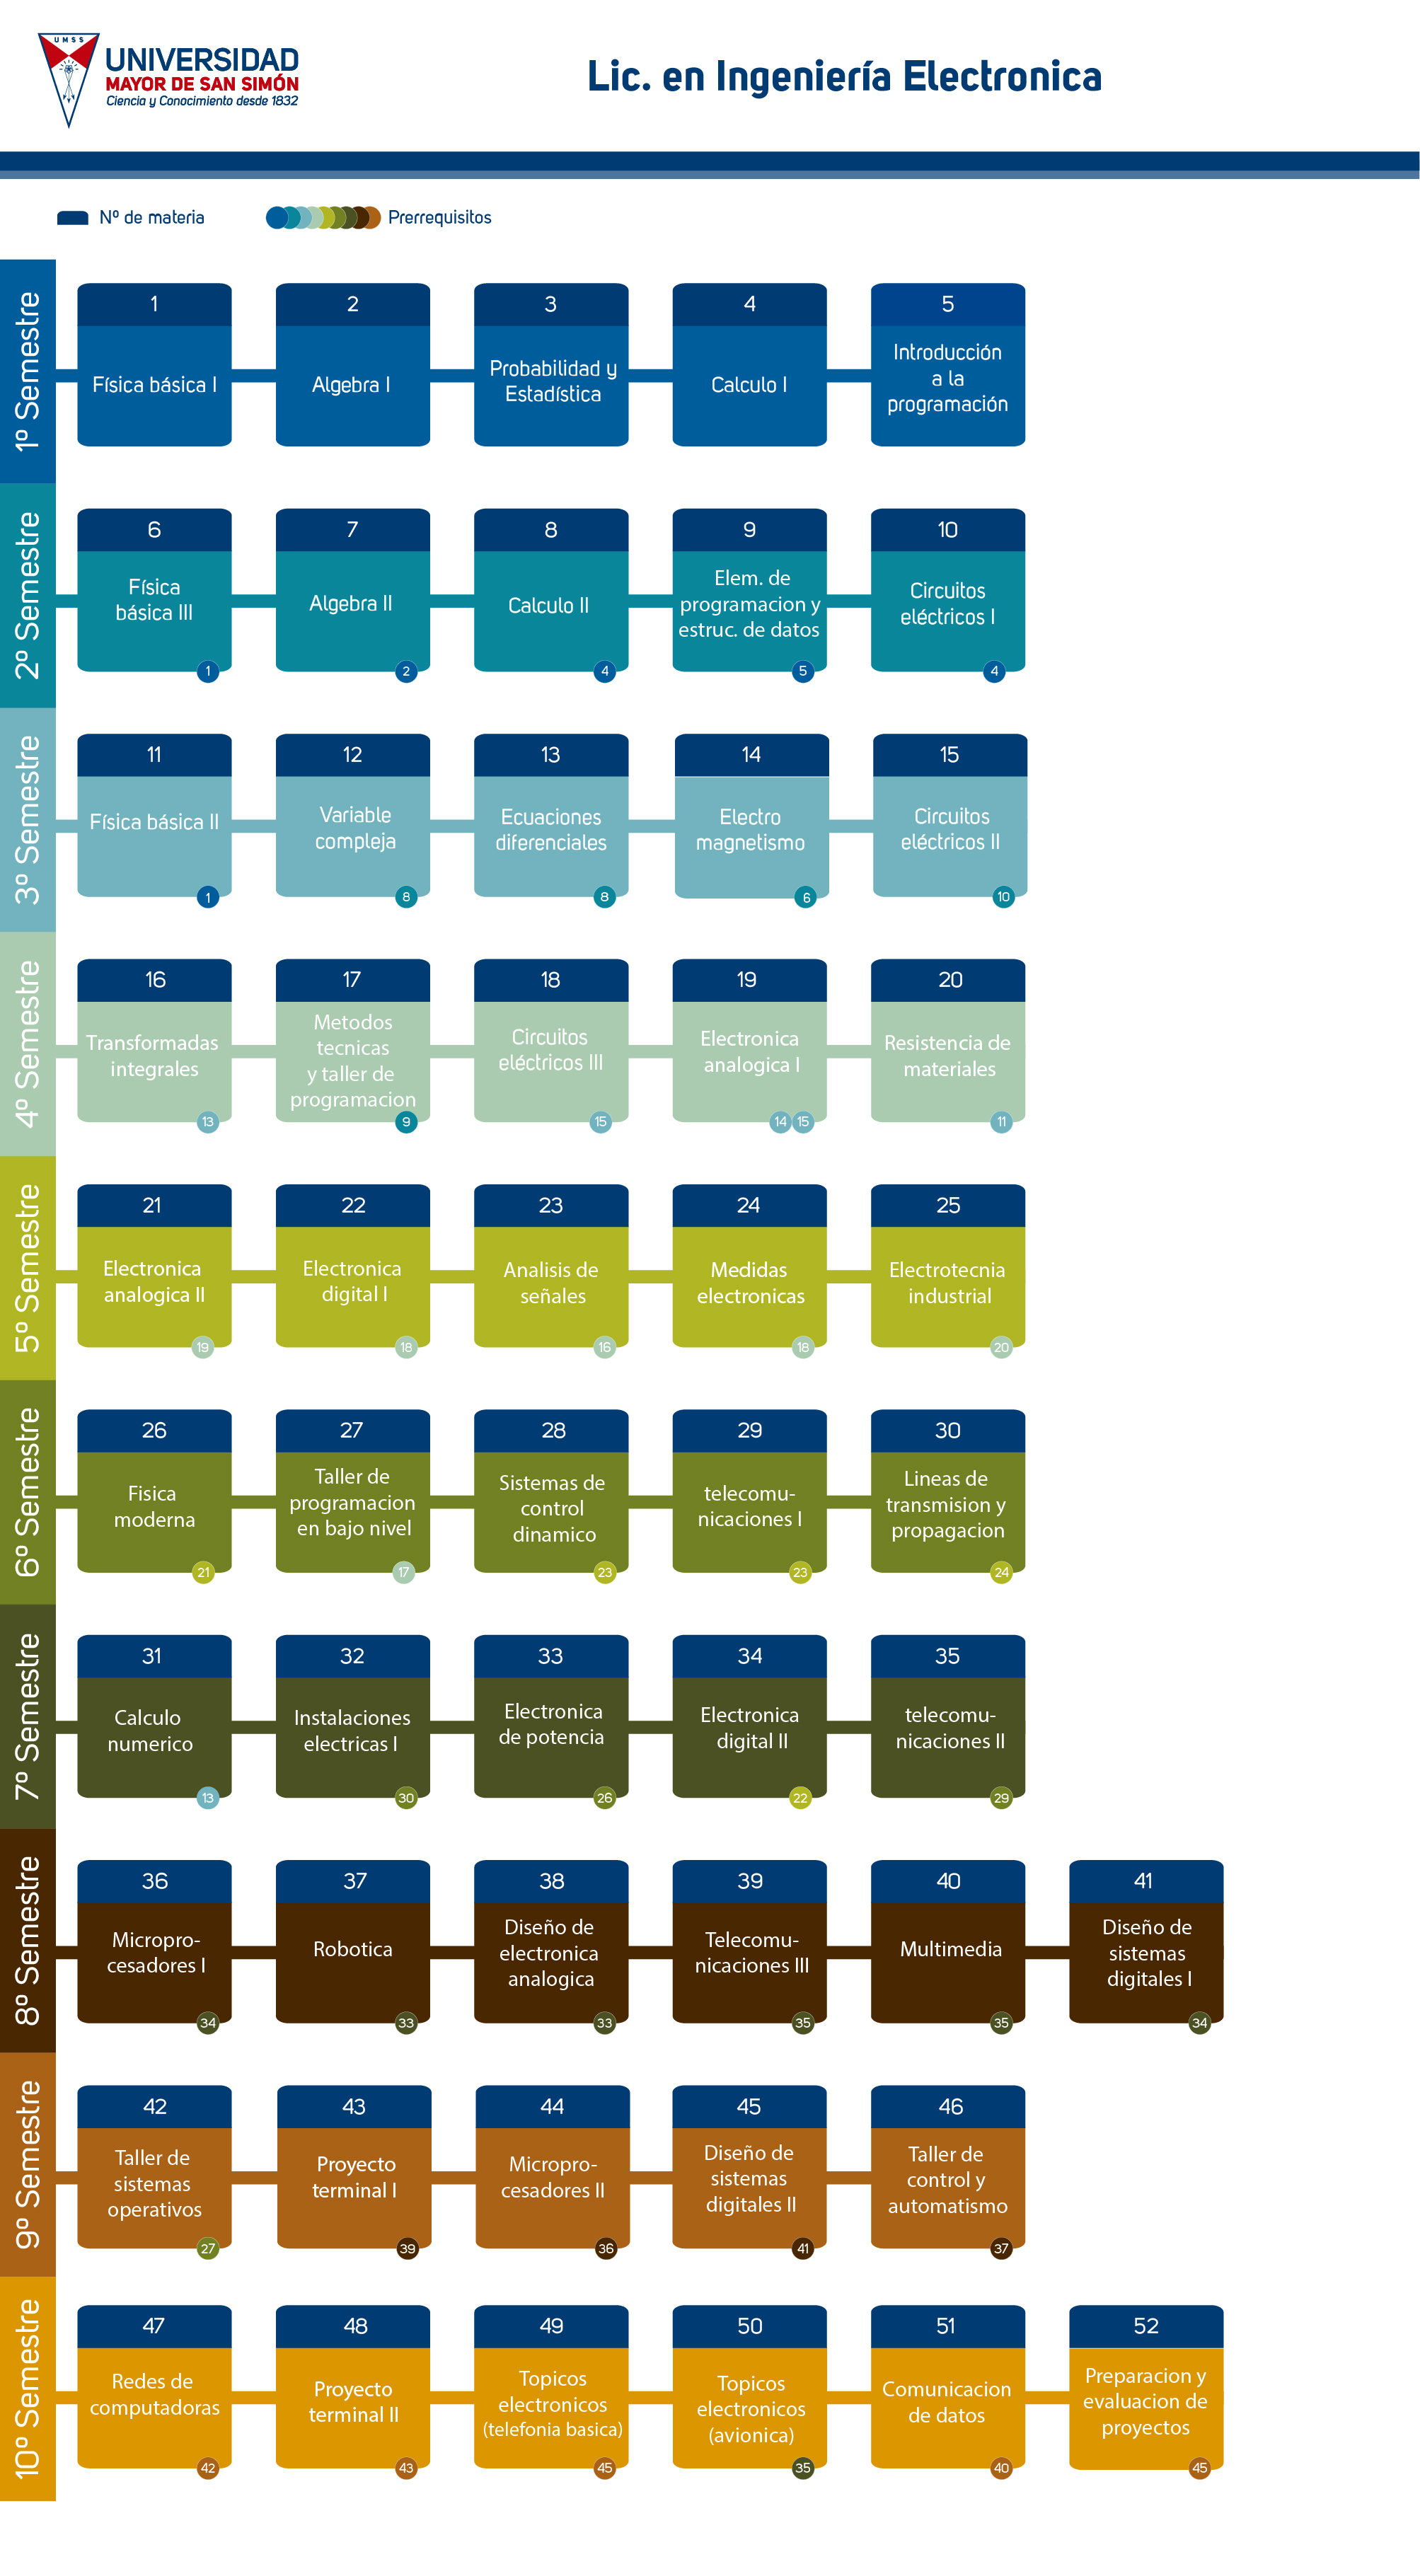 UMSS
UNIVERSIDAD
MAYOR DE SAN SIMÓN
Ciencia y Conocimiento desde 1832
Lic. en Ingeniería Electronica
Nº de materia
Prerrequisitos
1º Semestre
1
Física básica I
2
Algebra I
3
Probabilidad y
Estadística
4
Calculo I
5
Introducción
a la
programación
2º Semestre
6
Física
básica III
1
7
Algebra II
2
8
Calculo II
4
9
Elem. de
programacion y
estruc. de datos
5
10
Circuitos
eléctricos I
4
3º Semestre
11
Física básica II
1
12
Variable
compleja
8
13
Ecuaciones
diferenciales
8
14
Electro
magnetismo
6
15
Circuitos
eléctricos II
10
4º Semestre
16
Transformadas
integrales
13
17
Metodos
tecnicas
y taller de
programacion
9
18
Circuitos
eléctricos III
15
19
Electronica
analogica I
14 15
20
Resistencia de
materiales
11
5º Semestre
21
Electronica
analogica II
19
22
Electronica
digital I
18
23
Analisis de
señales
16
24
Medidas
electronicas
18
25
Electrotecnia
industrial
20
6º Semestre
26
Fisica
moderna
21
27
Taller de
programacion
en bajo nivel
17
28
Sistemas de
control
dinamico
23
29
telecomu-
nicaciones I
23
30
Lineas de
transmision y
propagacion
24
7º Semestre
31
Calculo
numerico
13
32
Instalaciones
electricas I
30
33
Electronica
de potencia
26
34
Electronica
digital II
22
35
telecomu-
nicaciones II
29
8º Semestre
36
Micropro-
cesadores I
34
37
Robotica
33
38
Diseño de
electronica
analogica
33
39
Telecomu-
nicaciones III
35
40
Multimedia
35
41
Diseño de
sistemas
digitales I
34
9º Semestre
42
Taller de
sistemas
operativos
27
43
Proyecto
terminal I
39
44
Micropro-
cesadores II
36
45
Diseño de
sistemas
digitales II
41
46
Taller de
control y
automatismo
37
10º Semestre
47
Redes de
computadoras
42
48
Proyecto
terminal II
43
49
Topicos
electronicos
(telefonia basica)
45
50
Topicos
electronicos
(avionica)
35
51
Comunicacion
de datos
40
52
Preparacion y
evaluacion de
proyectos
45